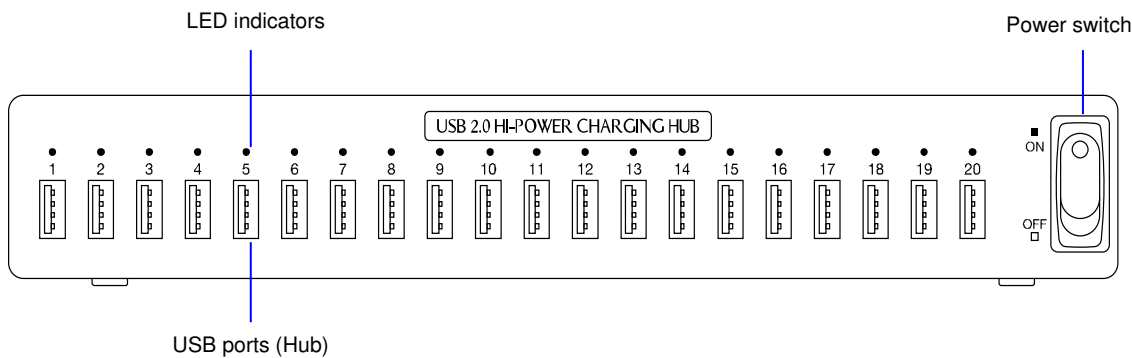 LED indicators
Power switch
USB 2.0 HI-POWER CHARGING HUB
ON
1 2 3 4 5 6 7 8 9 10 11 12 13 14 15 16 17 18 19 20
OFF
USB ports (Hub)